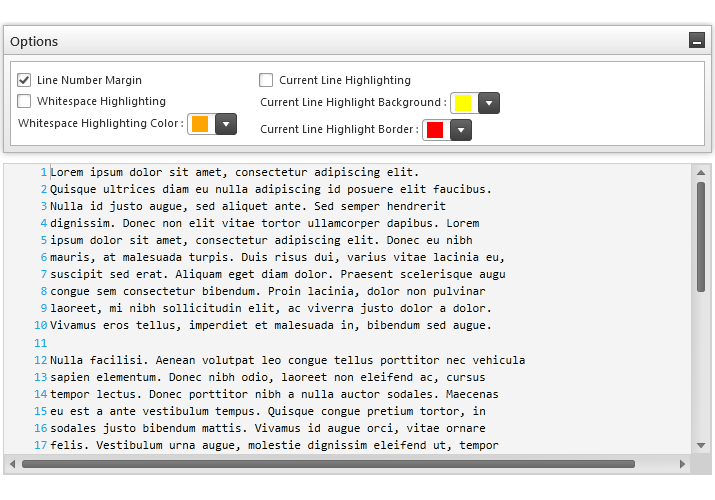 Options
Line Number Margin
Current Line Highlighting
Whitespace Highlighting
Current Line Highlight Background :
Whitespace Highlighting Color :
Current Line Highlight Border :
1 Lorem ipsum dolor sit amet, consectetur adipiscing elit.
2 Quisque ultrices diam eu nulla adipiscing id posuere elit faucibus.
3 Nulla id justo augue, sed aliquet ante. Sed semper hendrerit
4 dignissim. Donec non elit vitae tortor ullamcorper dapibus. Lorem
5 ipsum dolor sit amet, consectetur adipiscing elit. Donec eu nibh
6 mauris, at malesuada turpis. Duis risus dui, varius vitae lacinia eu,
7 suscipit sed erat. Aliquam eget diam dolor. Praesent scelerisque augu
8 congue sem consectetur bibendum. Proin lacinia, dolor non pulvinar
9 laoreet, mi nibh sollicitudin elit, ac viverra justo dolor a dolor.
10 Vivamus eros tellus, imperdiet et malesuada in, bibendum sed augue.
11
12 Nulla facilisi. Aenean volutpat leo congue tellus porttitor nec vehicula
13 sapien elementum. Donec nibh odio, laoreet non eleifend ac, cursus
14 tempor lectus. Donec porttitor nibh a nulla auctor sodales. Maecenas
15 eu est a ante vestibulum tempus. Quisque congue pretium tortor, in
16 sodales justo bibendum mattis. Vivamus id augue orci, vitae ornare
17 felis. Vestibulum urna augue, molestie dignissim eleifend ut, tempor